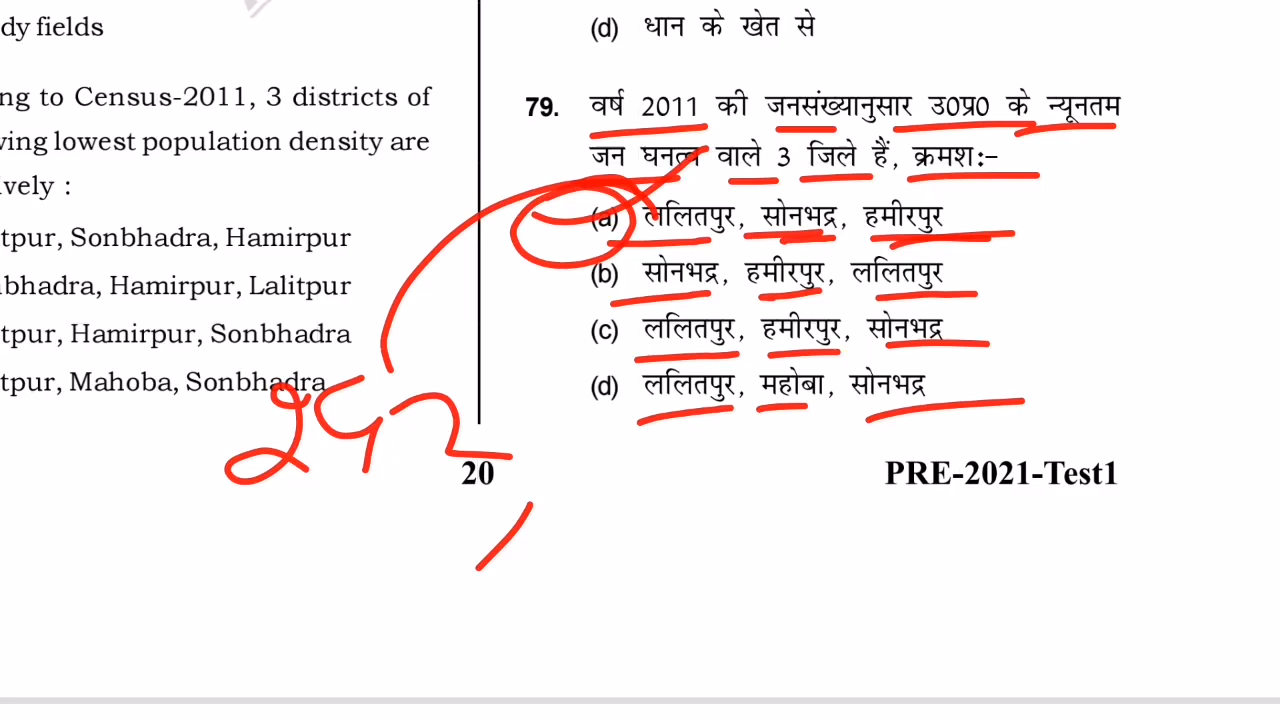 dy fields
ng to Census-2011, 3 districts of
ving lowest population density are
ively :
tpur, Sonbhadra, Hamirpur
bhadra, Hamirpur, Lalitpur
tpur, Hamirpur, Sonbhadra
tpur, Mahoba, Sonbhadra
(d) धान के खेत से
79. वर्ष 2011 की जनसंख्यानुसार उ0प्र0 के न्यूनतम
जन घनत्व वाले 3 जिले हैं, क्रमश:-
(a) ललितपुर, सोनभद्र, हमीरपुर
(b) सोनभद्र, हमीरपुर, ललितपुर
(c) ललितपुर, हमीरपुर, सोनभद्र
(d) ललितपुर, महोबा, सोनभद्र
20
PRE-2021-Test1